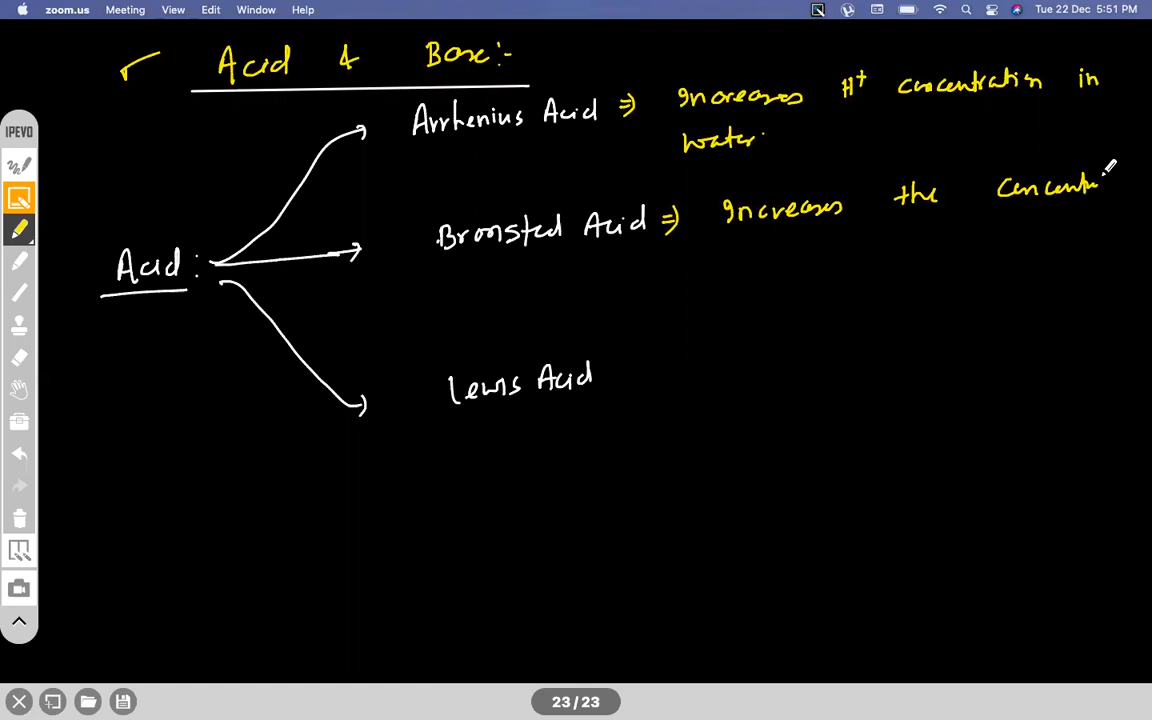 zoom.us Meeting View Edit Window Help Tue 22 Dec 5:51 PM
Acid & Base :-
Arrhenius Acid ⇒ Increases H+ concentration in
water.
IPEVO
Bronsted Acid ⇒ Increases the Concentr
Acid :
Lewis Acid
23/23